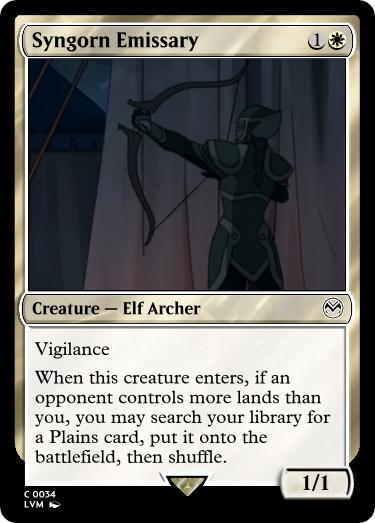 Syngorn Emissary 1
Creature — Elf Archer
Vigilance
When this creature enters, if an
opponent controls more lands than
you, you may search your library for
a Plains card, put it onto the
battlefield, then shuffle.
1/1
C 0034
LVM